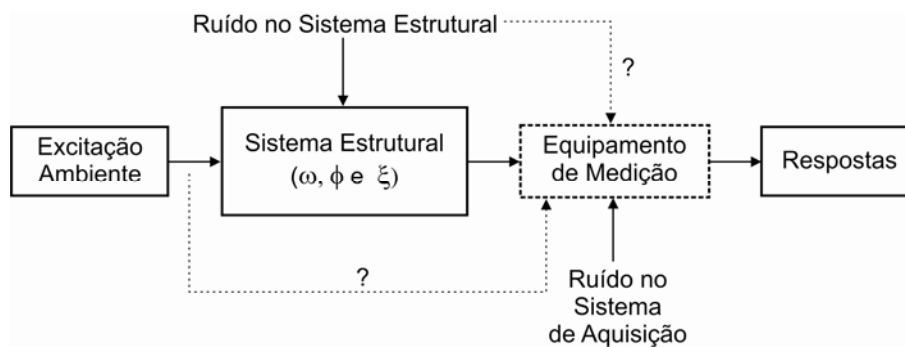 Ruído no Sistema Estrutural
?
Excitação
Ambiente
Sistema Estrutural
(ω, ϕ e ξ)
Equipamento
de Medição
Respostas
?
Ruído no
Sistema
de Aquisição